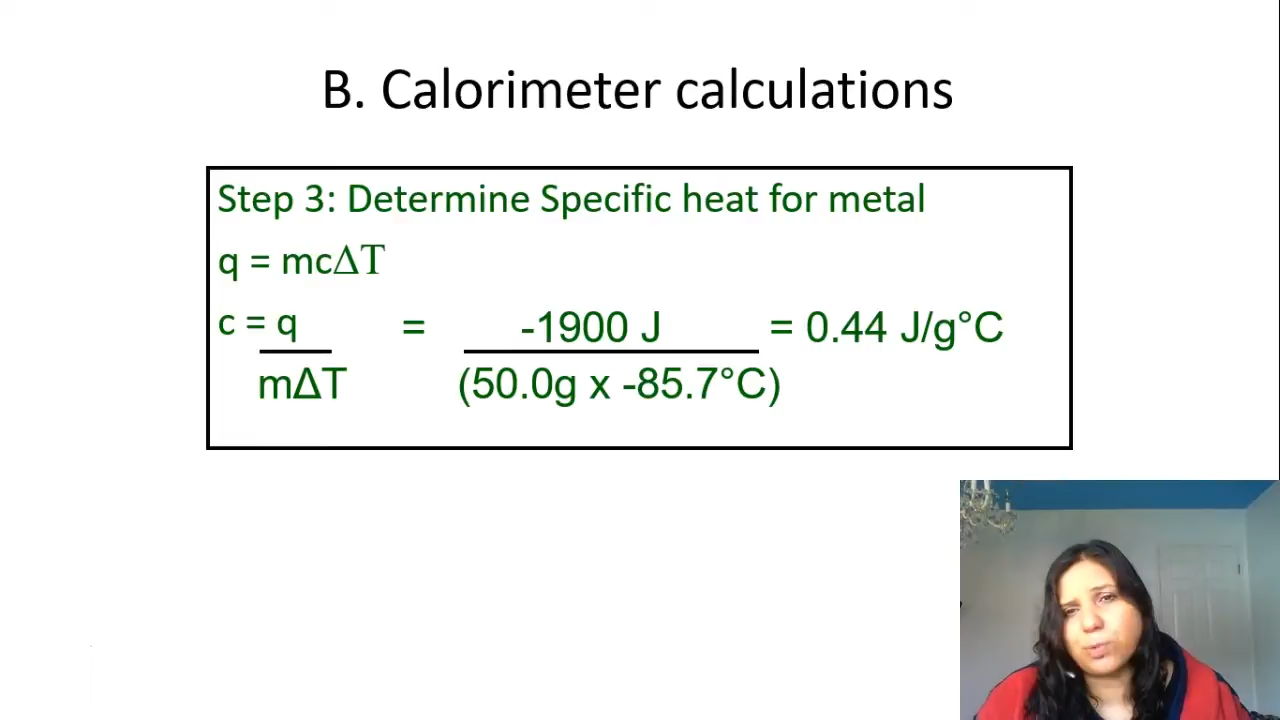 B. Calorimeter calculations
Step 3: Determine Specific heat for metal
q = mcΔT
c = q = -1900 J = 0.44 J/g°C
mΔT (50.0g x -85.7°C)